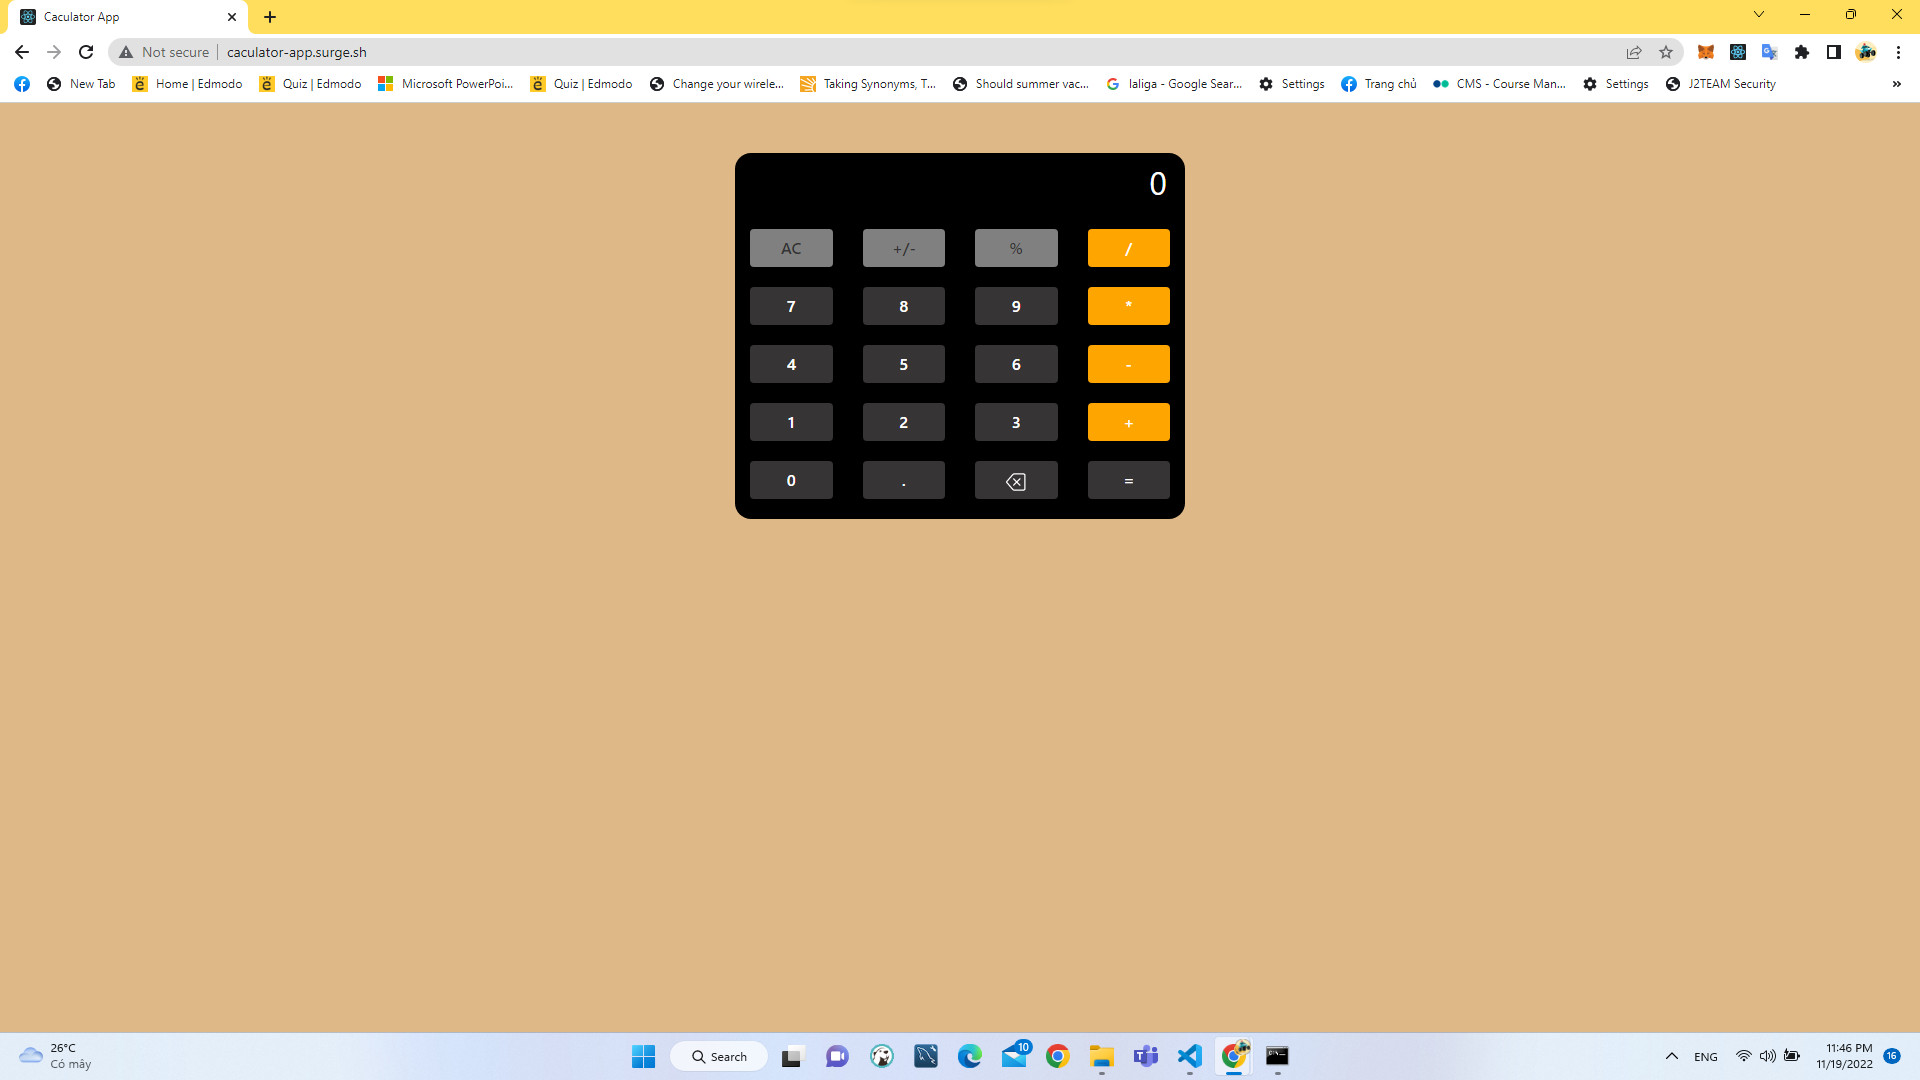 Caculator App
Not secure
caculator-app.surge.sh
New Tab
Home | Edmodo
Quiz | Edmodo
Microsoft PowerPoi...
Quiz | Edmodo
Change your wirele...
Taking Synonyms, T...
Should summer vac...
laliga - Google Sear...
Settings
Trang chủ
CMS - Course Man...
Settings
J2TEAM Security
0
AC +/- % /
7 8 9 *
4 5 6 -
1 2 3 +
0 . =
26°C
Có mây
Search
10
ENG
11:46 PM
11/19/2022
16